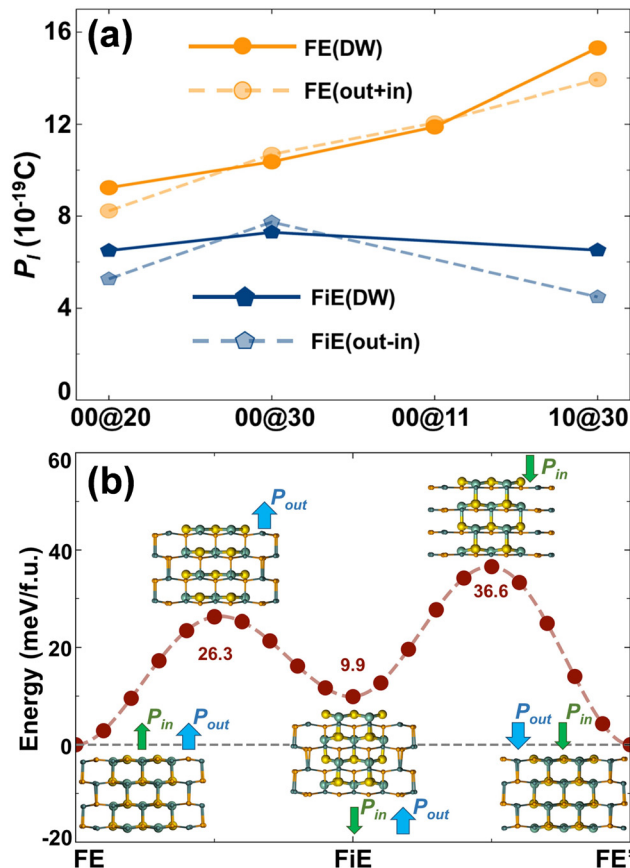 (a)
16
12
8
4
0
P_l (10^-19 C)
FE(DW)
FE(out+in)
FiE(DW)
FiE(out-in)
00@20 00@30 00@11 10@30
(b)
60
40
20
0
-20
Energy (meV/f.u.)
P_out
P_in
26.3
9.9
36.6
P_in P_out
P_in P_out
P_out P_in
FE FiE FE'